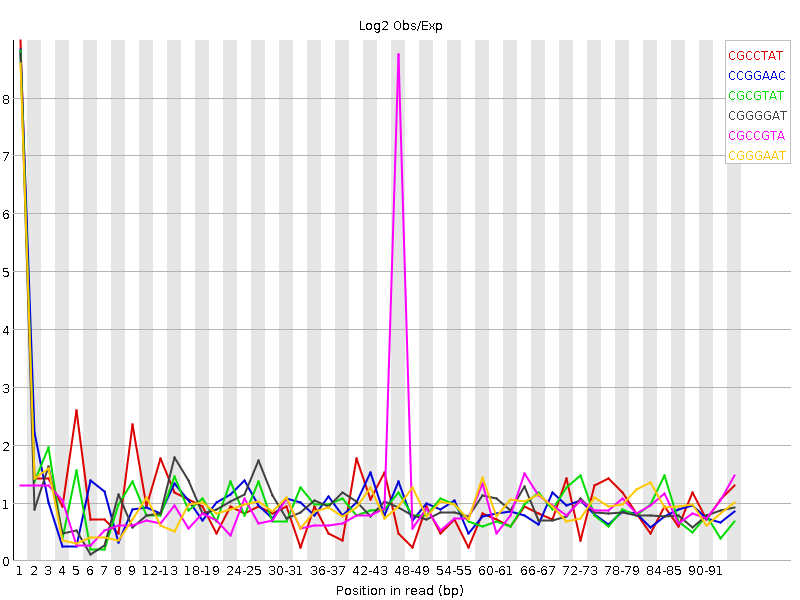 Log2 Obs/Exp
CGCCTAT
CCGGAAC
CGCGTAT
CGGGGAT
CGCCGTA
CGGGAAT
8
7
6
5
4
3
2
1
0
1 2 3 4 5 6 7 8 9 12-13 18-19 24-25 30-31 36-37 42-43 48-49 54-55 60-61 66-67 72-73 78-79 84-85 90-91
Position in read (bp)